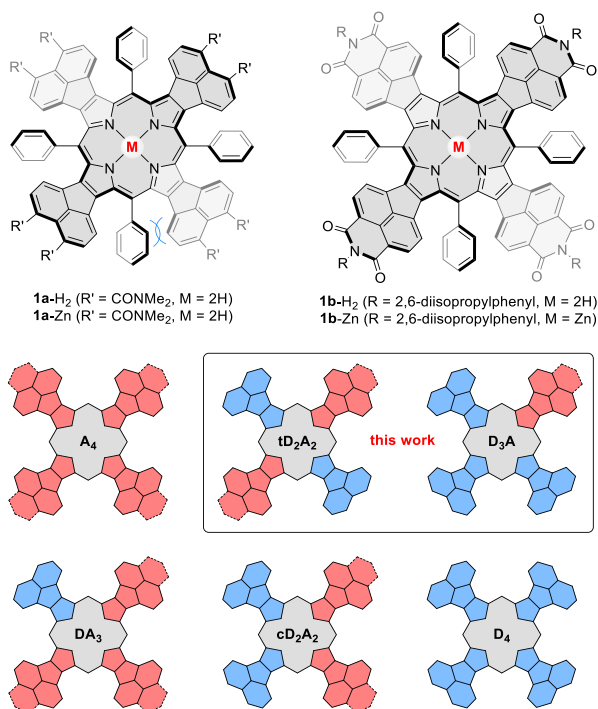 R' R'
R' R'
N N
M
N N
R' R'
R' R'
1a-H₂ (R' = CONMe₂, M = 2H)
1a-Zn (R' = CONMe₂, M = 2H)
O O
R N N R
O O
N N
M
N N
O O
R N N R
O O
1b-H₂ (R = 2,6-diisopropylphenyl, M = 2H)
1b-Zn (R = 2,6-diisopropylphenyl, M = Zn)
A₄
tD₂A₂
this work
D₃A
DA₃
cD₂A₂
D₄